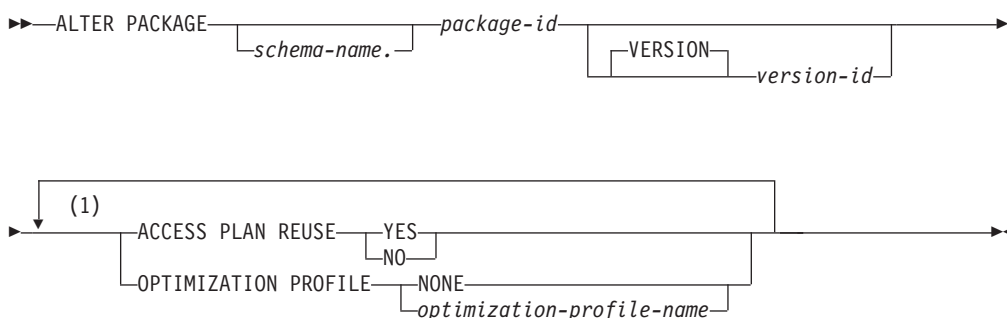 ALTER PACKAGE package-id
schema-name. VERSION
version-id
(1)
ACCESS PLAN REUSE YES
NO
OPTIMIZATION PROFILE NONE
optimization-profile-name